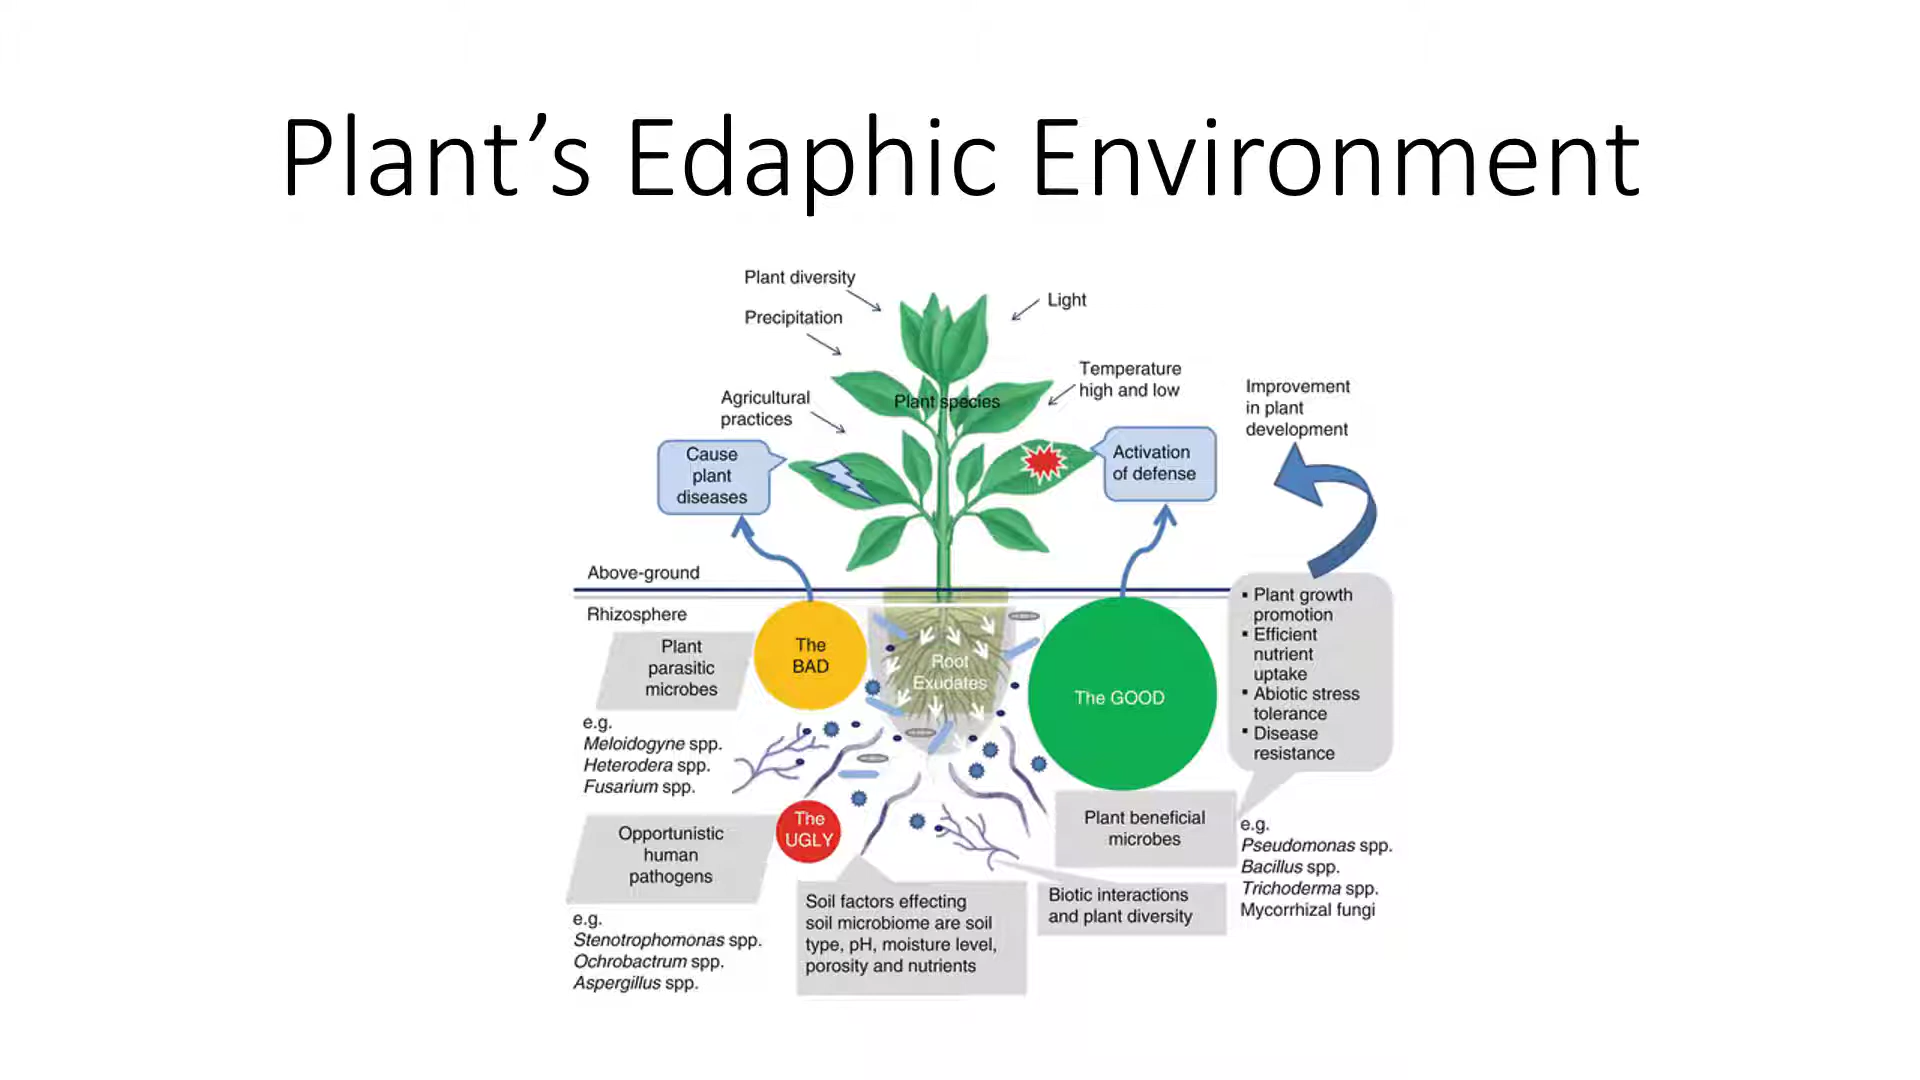 Plant's Edaphic Environment
Plant diversity
Light
Precipitation
Temperature
high and low
Plant species
Agricultural
practices
Improvement
in plant
development
Cause
plant
diseases
Activation
of defense
Above-ground
Rhizosphere
Plant
parasitic
microbes
The
BAD
Root
Exudates
The GOOD
▪ Plant growth
promotion
▪ Efficient
nutrient
uptake
▪ Abiotic stress
tolerance
▪ Disease
resistance
e.g.
Meloidogyne spp.
Heterodera spp.
Fusarium spp.
Opportunistic
human
pathogens
The
UGLY
Plant beneficial
microbes
e.g.
Pseudomonas spp.
Bacillus spp.
Trichoderma spp.
Mycorrhizal fungi
e.g.
Stenotrophomonas spp.
Ochrobactrum spp.
Aspergillus spp.
Soil factors effecting
soil microbiome are soil
type, pH, moisture level,
porosity and nutrients
Biotic interactions
and plant diversity